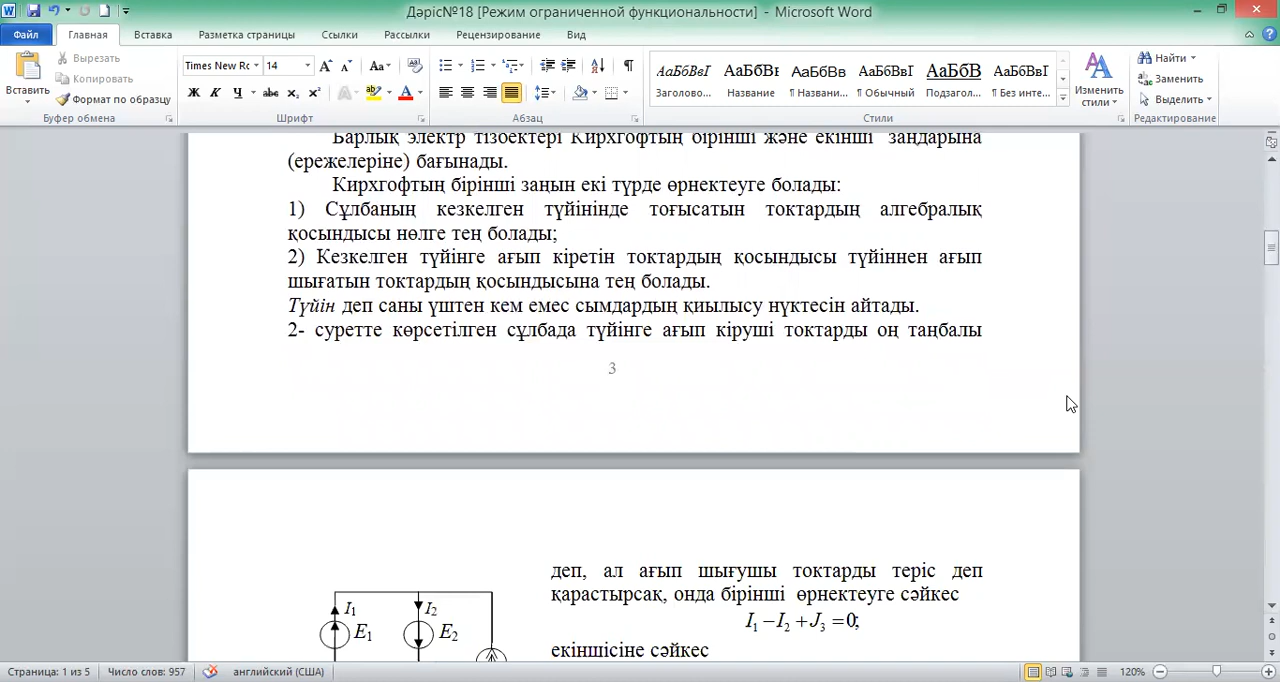 Дәріс№18 [Режим ограниченной функциональности] - Microsoft Word
Файл Главная Вставка Разметка страницы Ссылки Рассылки Рецензирование Вид
Вставить
Вырезать
Копировать
Формат по образцу
Буфер обмена
Times New Rc 14
Ж К Ч abc x₂ x²
Шрифт
Абзац
АаБбВвІ АаБбВı АаБбВв АаБбВвІ АаБбВ АаБбВвІ
Заголово... Название ¶ Названи... ¶ Обычный Подзагол... ¶ Без инте...
Стили
Изменить стили
Найти
Заменить
Выделить
Редактирование
Барлық электр тізбектері Кирхгофтың бірінші және екінші заңдарына
(ережелеріне) бағынады.
Кирхгофтың бірінші заңын екі түрде өрнектеуге болады:
1) Сұлбаның кезкелген түйінінде тоғысатын токтардың алгебралық
қосындысы нөлге тең болады;
2) Кезкелген түйінге ағып кіретін токтардың қосындысы түйіннен ағып
шығатын токтардың қосындысына тең болады.
Түйін деп саны үштен кем емес сымдардың қиылысу нүктесін айтады.
2- суретте көрсетілген сұлбада түйінге ағып кіруші токтарды оң таңбалы
3
деп, ал ағып шығушы токтарды теріс деп
қарастырсақ, онда бірінші өрнектеуге сәйкес
I₁ – I₂ + J₃ = 0;
екіншісіне сәйкес
I₁ I₂
E₁ E₂
Страница: 1 из 5 Число слов: 957 английский (США) 120%